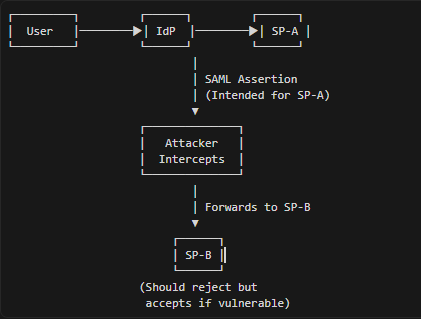 User IdP SP-A
SAML Assertion
(Intended for SP-A)
Attacker
Intercepts
Forwards to SP-B
SP-B
(Should reject but
accepts if vulnerable)